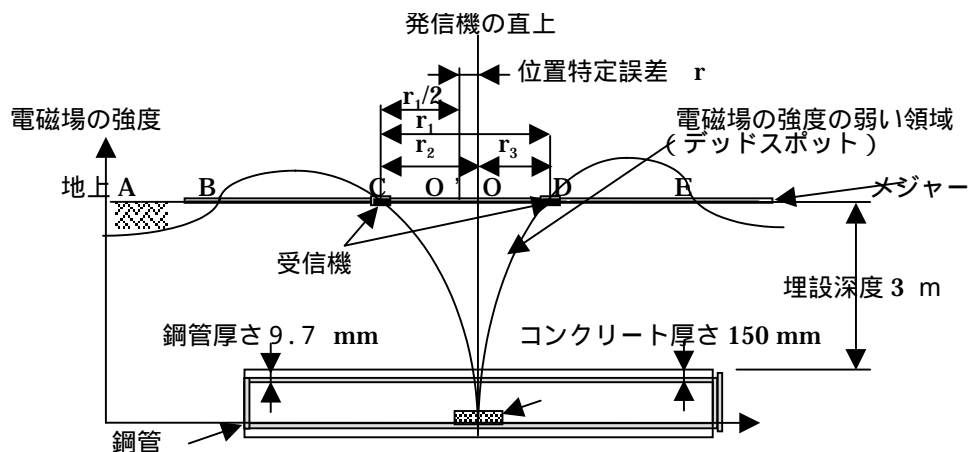 発信機の直上
位置特定誤差 r
r₁/2
電磁場の強度
r₁
電磁場の強度の弱い領域
(デッドスポット)
r₂
r₃
地上 A B C O' O D E メジャー
受信機
埋設深度 3 m
鋼管厚さ 9.7 mm
コンクリート厚さ 150 mm
鋼管